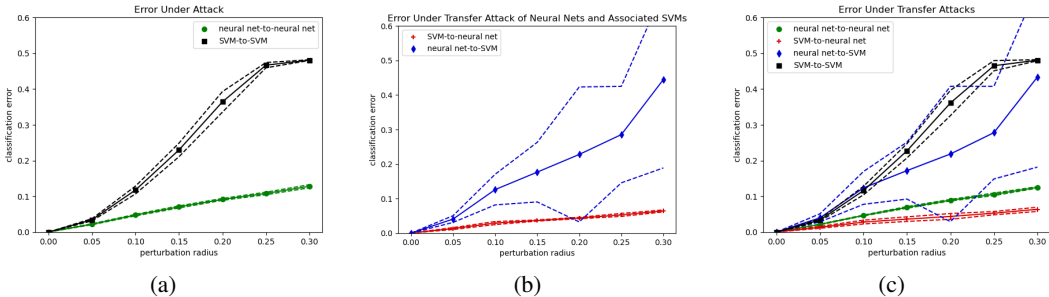 Error Under Attack
neural net-to-neural net
SVM-to-SVM
classification error
0.6
0.5
0.4
0.3
0.2
0.1
0.0
0.00 0.05 0.10 0.15 0.20 0.25 0.30
perturbation radius
(a)
Error Under Transfer Attack of Neural Nets and Associated SVMs
SVM-to-neural net
neural net-to-SVM
classification error
0.6
0.5
0.4
0.3
0.2
0.1
0.0
0.00 0.05 0.10 0.15 0.20 0.25 0.30
perturbation radius
(b)
Error Under Transfer Attacks
neural net-to-neural net
SVM-to-neural net
neural net-to-SVM
SVM-to-SVM
classification error
0.6
0.5
0.4
0.3
0.2
0.1
0.0
0.00 0.05 0.10 0.15 0.20 0.25 0.30
perturbation radius
(c)